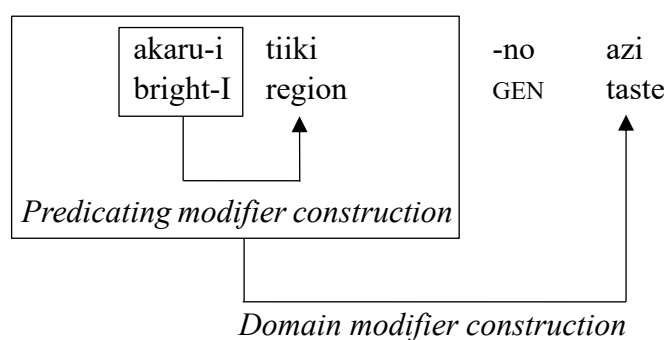 akaru-i tiiki -no azi
bright-I region GEN taste
Predicating modifier construction
Domain modifier construction